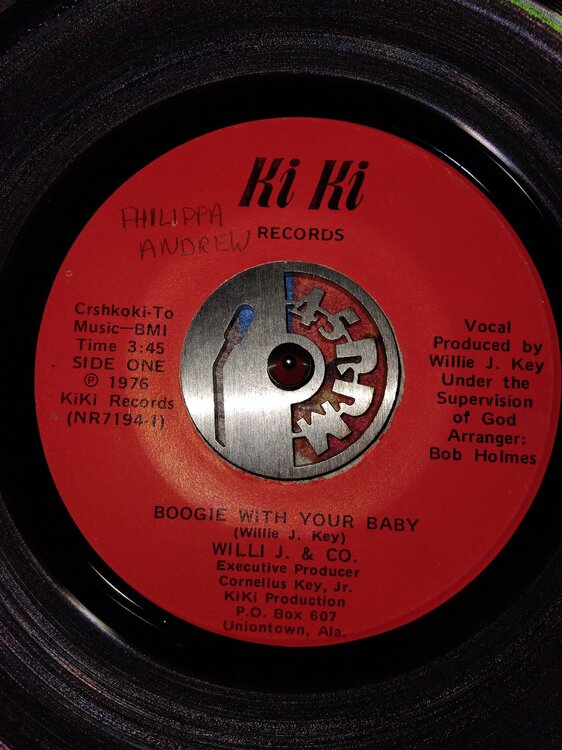 Ki Ki
RECORDS
PHILIPPA
ANDREW
Crshkoki-To
Music—BMI
Time 3:45
SIDE ONE
℗ 1976
KiKi Records
(NR7194-1)
45RPM
Vocal
Produced by
Willie J. Key
Under the
Supervision
of God
Arranger:
Bob Holmes
BOOGIE WITH YOUR BABY
(Willie J. Key)
WILLI J. & CO.
Executive Producer
Cornelius Key, Jr.
KiKi Production
P.O. Box 607
Uniontown, Ala.